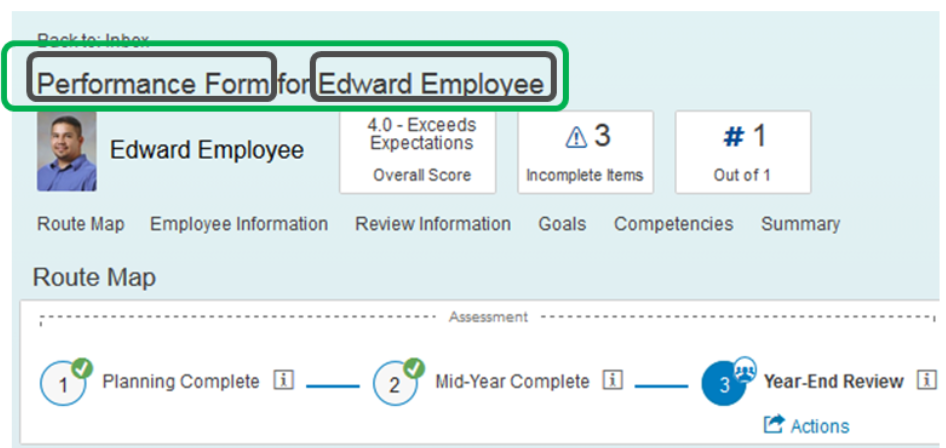 Back to: Inbox
Performance Form for Edward Employee
Edward Employee
4.0 - Exceeds
Expectations
Overall Score
3
Incomplete Items
# 1
Out of 1
Route Map Employee Information Review Information Goals Competencies Summary
Route Map
Assessment
1 Planning Complete i 2 Mid-Year Complete i 3 Year-End Review i
Actions